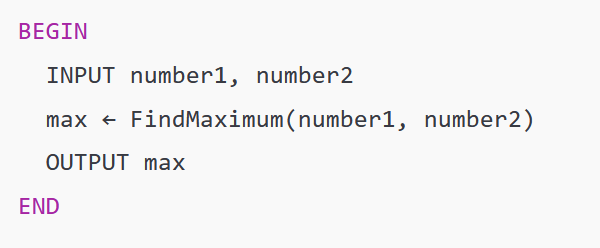 BEGIN
INPUT number1, number2
max ← FindMaximum(number1, number2)
OUTPUT max
END